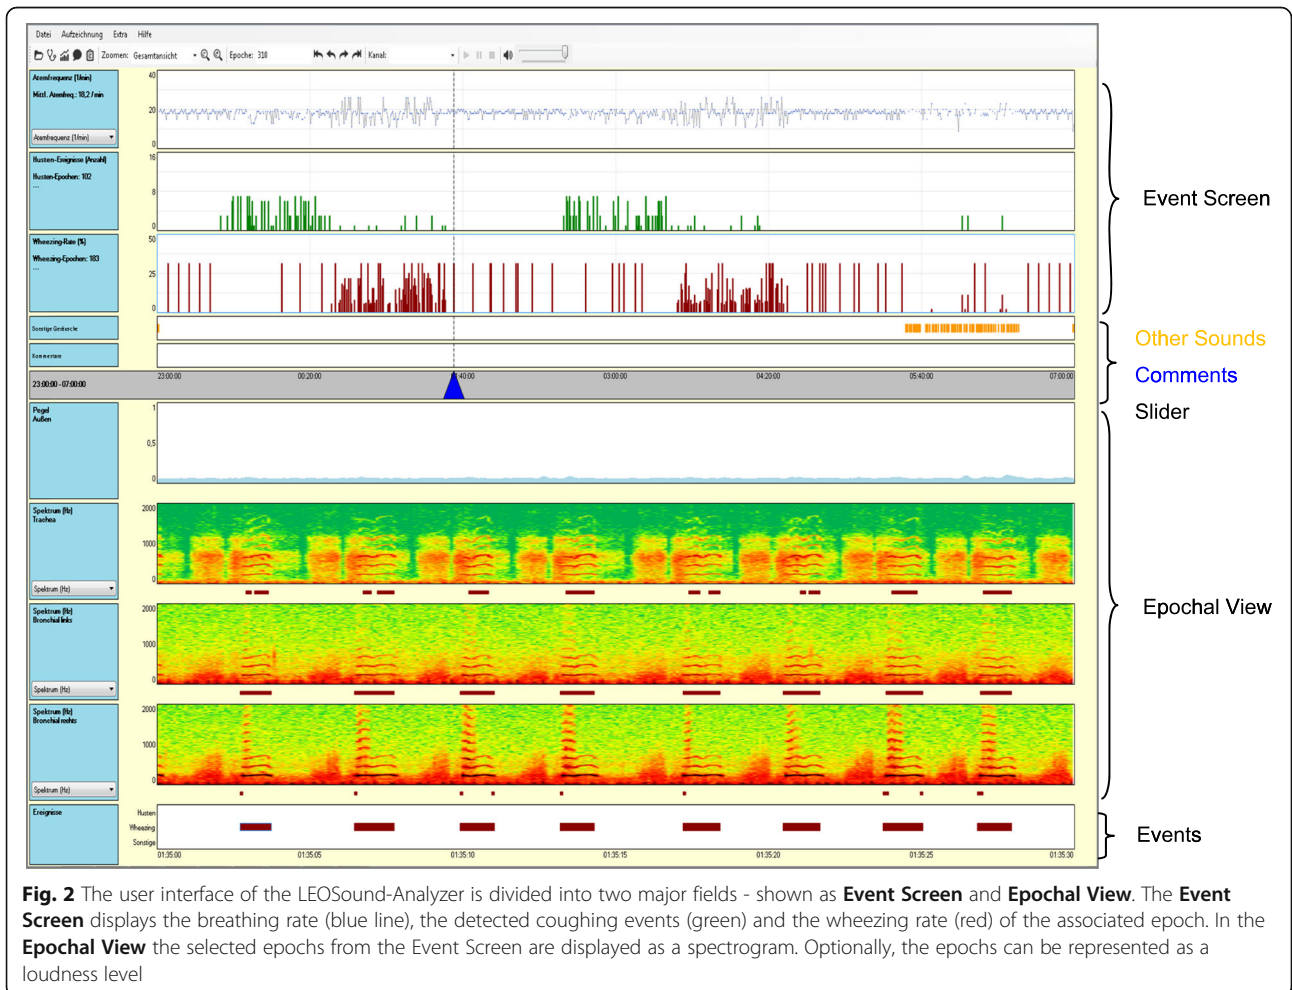 Datei Aufzeichnung Extra Hilfe
Zoomen: Gesamtansicht Epoche: 310 Kanal:
Atemfrequenz (1/min)
Mittl. Atemfreq.: 18,2 / min
Atemfrequenz (1/min)
40
20
0
Husten-Ereignisse (Anzahl)
Husten-Epochen: 102
---
16
8
0
Wheezing-Rate (%)
Wheezing-Epochen: 183
---
50
25
0
Event Screen
Sonstige Geräusche
Kommentare
Other Sounds
Comments
Slider
23:00:00 - 07:00:00
23:00:00 00:20:00 01:40:00 03:00:00 04:20:00 05:40:00 07:00:00
Pegel
Außen
1
0,5
0
Spektrum (Hz)
Trachea
Spektrum (Hz)
2000
1000
0
Spektrum (Hz)
Bronchial links
Spektrum (Hz)
2000
1000
0
Epochal View
Spektrum (Hz)
Bronchial rechts
Spektrum (Hz)
2000
1000
0
Ereignisse
Husten
Wheezing
Sonstige
Events
01:35:00 01:35:05 01:35:10 01:35:15 01:35:20 01:35:25 01:35:30
Fig. 2 The user interface of the LEOSound-Analyzer is divided into two major fields - shown as Event Screen and Epochal View. The Event
Screen displays the breathing rate (blue line), the detected coughing events (green) and the wheezing rate (red) of the associated epoch. In the
Epochal View the selected epochs from the Event Screen are displayed as a spectrogram. Optionally, the epochs can be represented as a
loudness level